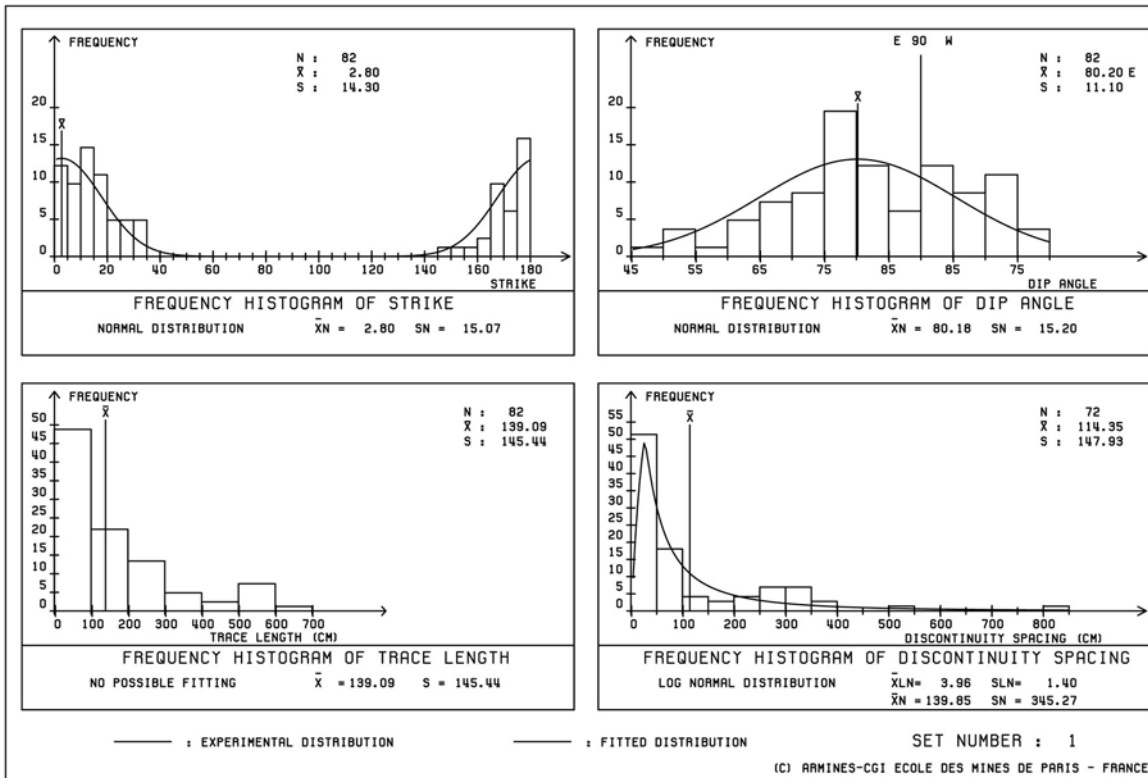 FREQUENCY
N : 82
X̄ : 2.80
S : 14.30
20
15
10
5
0
X̄
0 20 40 60 80 100 120 140 160 180
STRIKE
FREQUENCY HISTOGRAM OF STRIKE
NORMAL DISTRIBUTION X̄N = 2.80 SN = 15.07
FREQUENCY
E 90 W
N : 82
X̄ : 80.20 E
S : 11.10
20
15
10
5
0
X̄
45 55 65 75 85 85 75
DIP ANGLE
FREQUENCY HISTOGRAM OF DIP ANGLE
NORMAL DISTRIBUTION X̄N = 80.18 SN = 15.20
FREQUENCY
N : 82
X̄ : 139.09
S : 145.44
50
45
40
35
30
25
20
15
10
5
0
X̄
0 100 200 300 400 500 600 700
TRACE LENGTH (CM)
FREQUENCY HISTOGRAM OF TRACE LENGTH
NO POSSIBLE FITTING X̄ =139.09 S = 145.44
FREQUENCY
N : 72
X̄ : 114.35
S : 147.93
55
50
45
40
35
30
25
20
15
10
5
0
X̄
0 100 200 300 400 500 600 700 800
DISCONTINUITY SPACING (CM)
FREQUENCY HISTOGRAM OF DISCONTINUITY SPACING
LOG NORMAL DISTRIBUTION X̄LN= 3.96 SLN= 1.40
X̄N =139.85 SN = 345.27
: EXPERIMENTAL DISTRIBUTION : FITTED DISTRIBUTION SET NUMBER : 1
(C) ARMINES-CGI ECOLE DES MINES DE PARIS - FRANCE